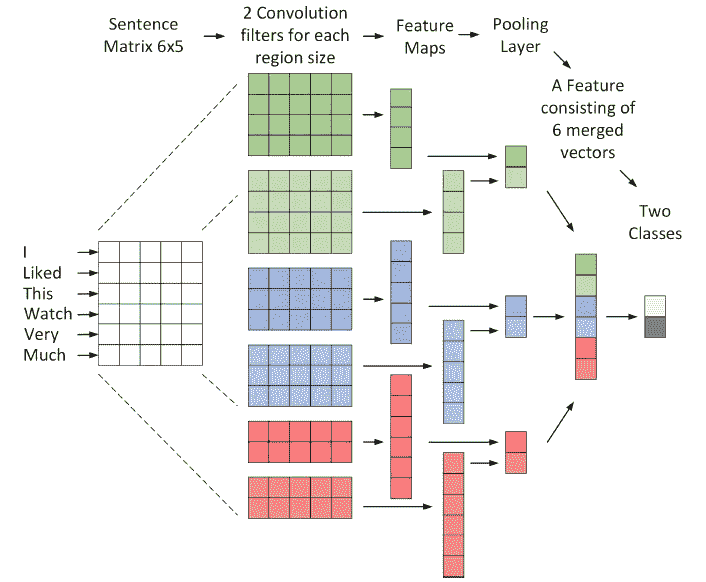 Sentence
Matrix 6x5
2 Convolution
filters for each
region size
Feature
Maps
Pooling
Layer
A Feature
consisting of
6 merged
vectors
Two
Classes
I
Liked
This
Watch
Very
Much